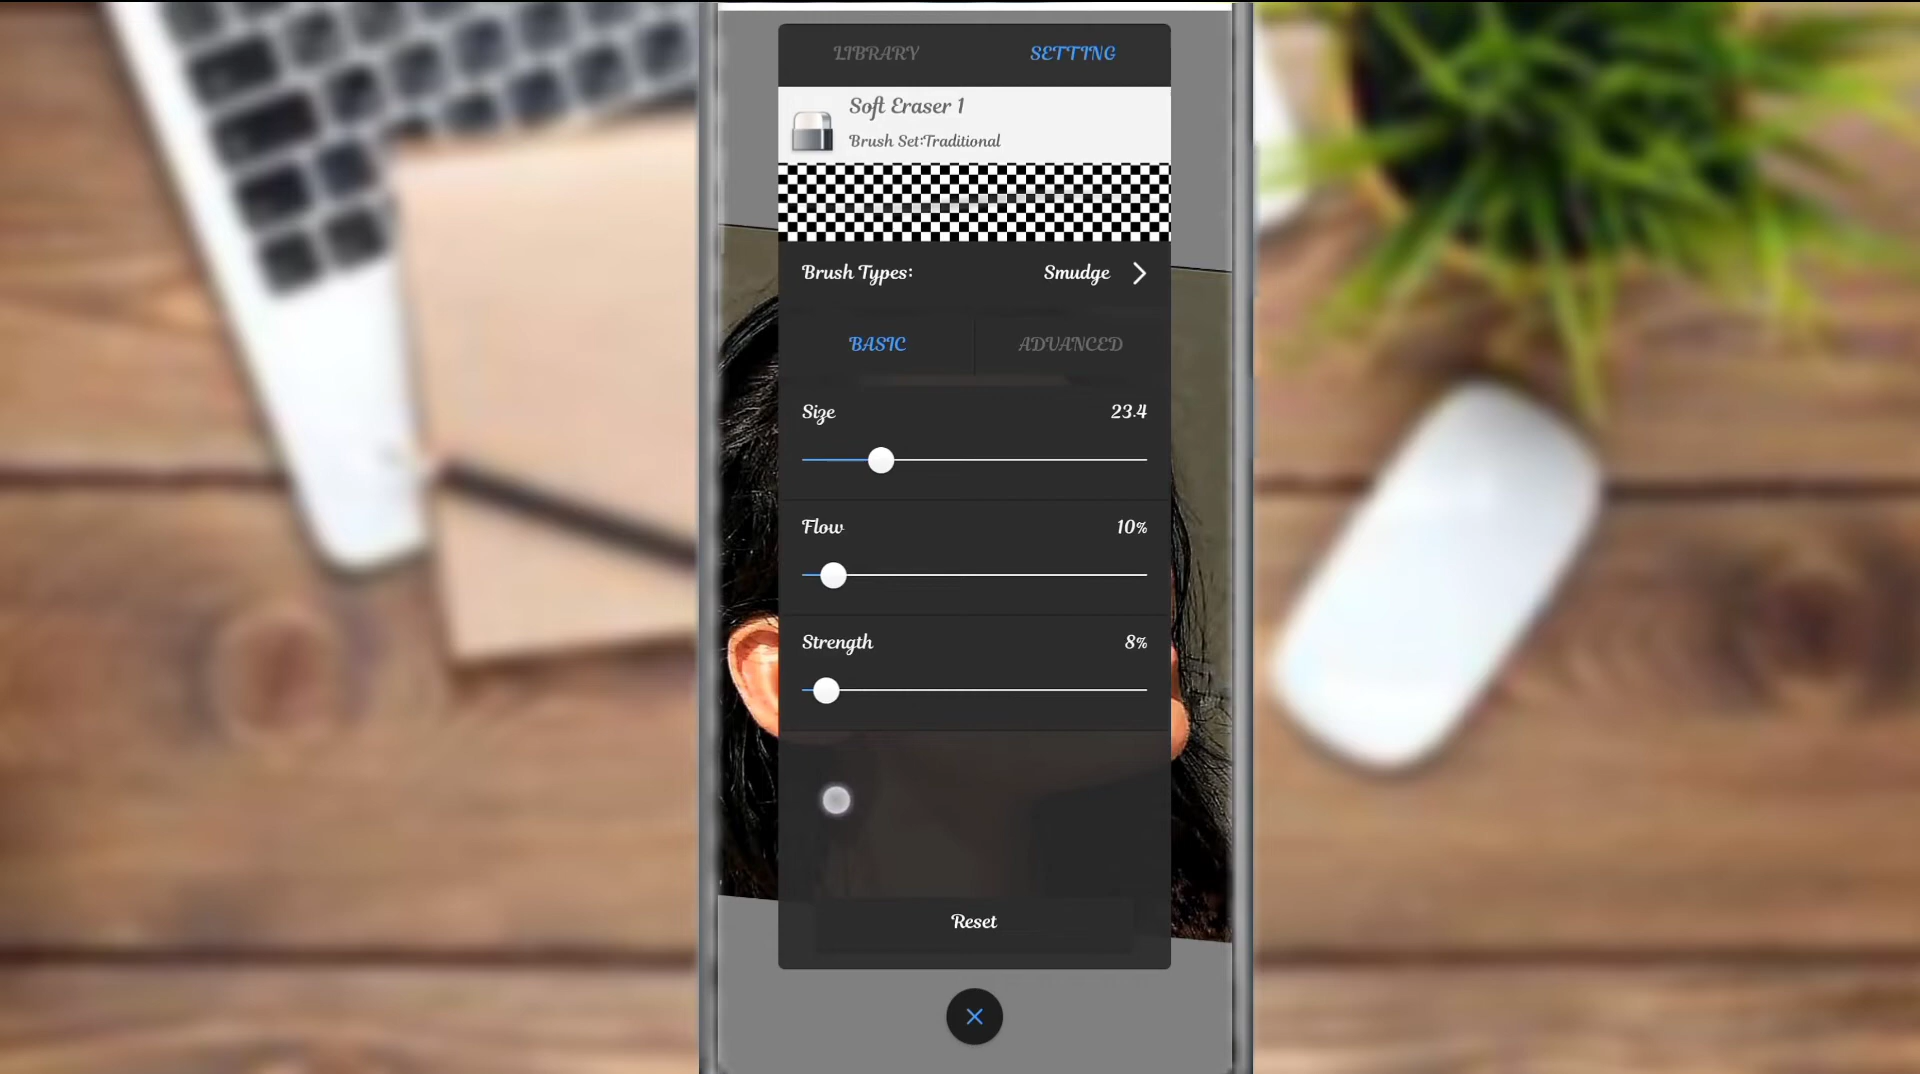 LIBRARY SETTING
Soft Eraser 1
Brush Set:Traditional
Brush Types: Smudge
BASIC ADVANCED
Size 23.4
Flow 10%
Strength 8%
Reset